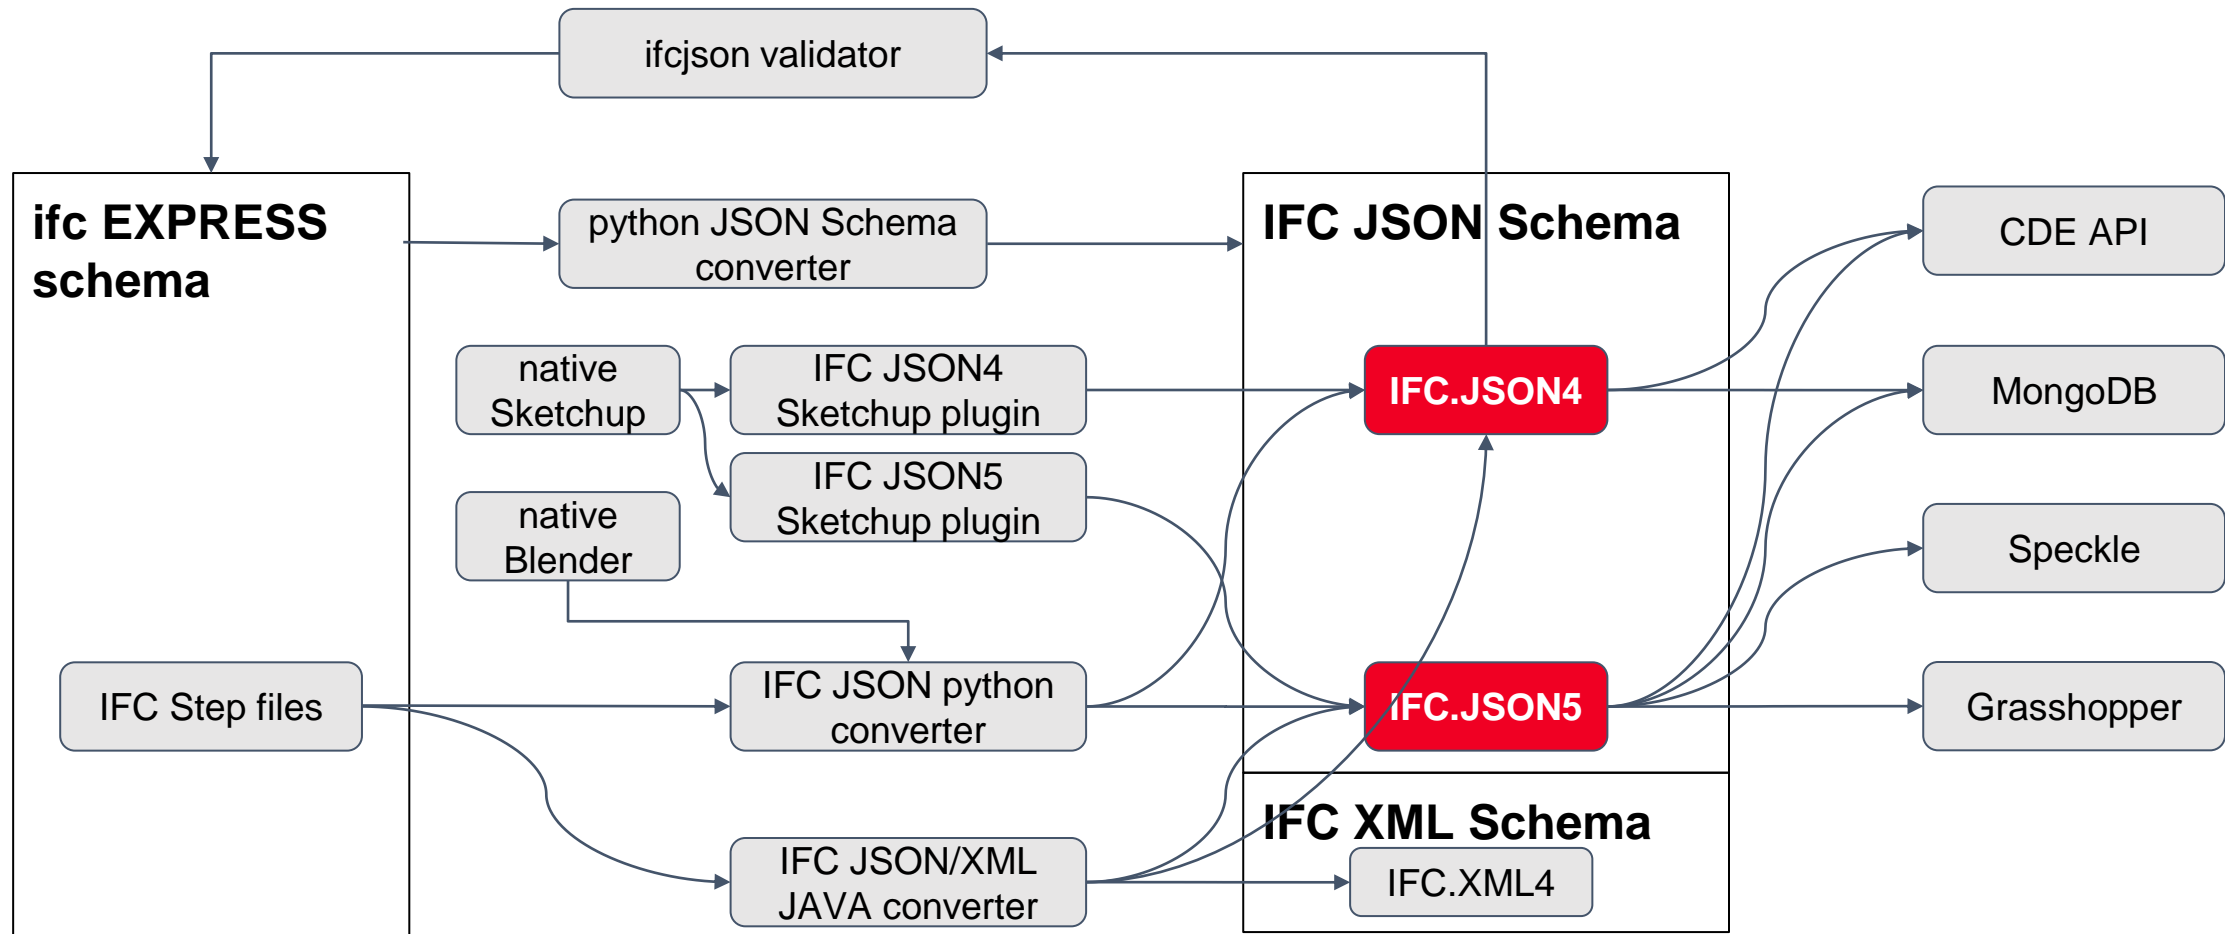 ifcjson validator
ifc EXPRESS
schema
python JSON Schema
converter
IFC JSON Schema
CDE API
native
Sketchup
IFC JSON4
Sketchup plugin
IFC.JSON4
MongoDB
IFC JSON5
Sketchup plugin
native
Blender
Speckle
IFC Step files
IFC JSON python
converter
IFC.JSON5
Grasshopper
IFC XML Schema
IFC JSON/XML
JAVA converter
IFC.XML4